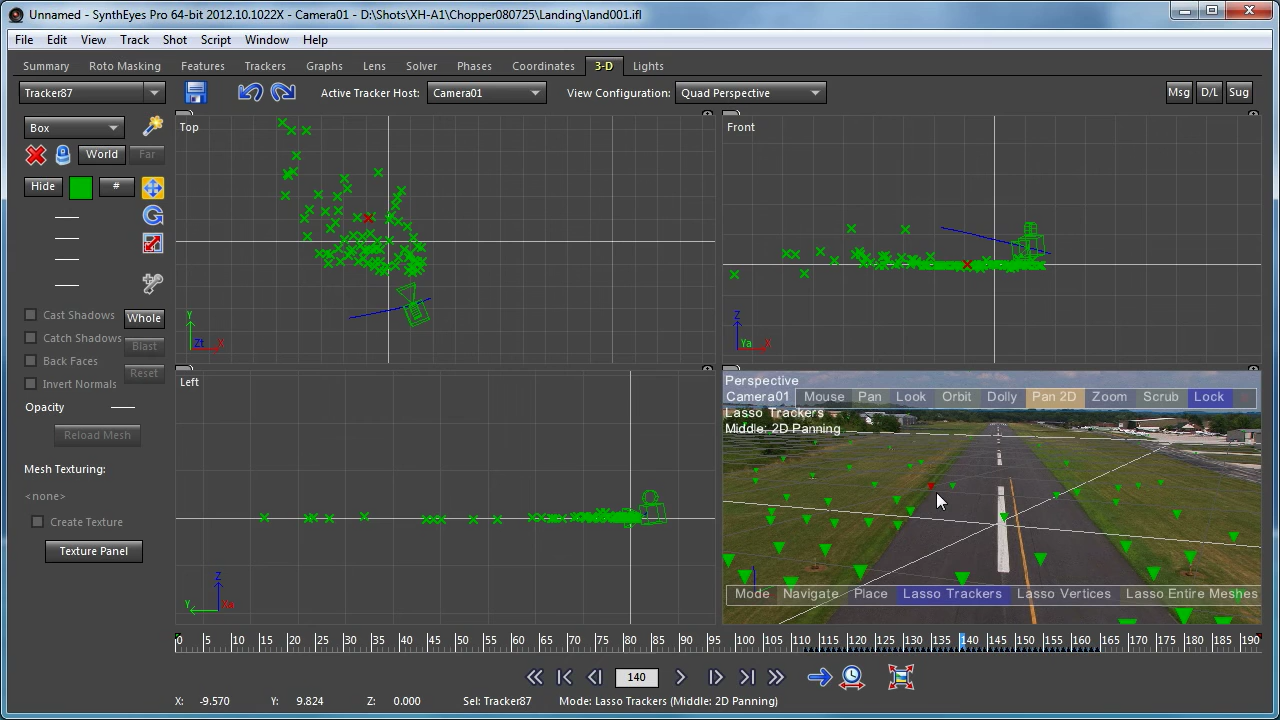 Unnamed - SynthEyes Pro 64-bit 2012.10.1022X - Camera01 - D:\Shots\XH-A1\Chopper080725\Landing\land001.ifl
File Edit View Track Shot Script Window Help
Summary Roto Masking Features Trackers Graphs Lens Solver Phases Coordinates 3-D Lights
Tracker87 Active Tracker Host: Camera01 View Configuration: Quad Perspective Msg D/L Sug
Box
World Far
Hide #
Cast Shadows Whole
Catch Shadows
Blast
Back Faces
Reset
Invert Normals
Opacity
Reload Mesh
Mesh Texturing:
<none>
Create Texture
Texture Panel
Top
Y
Zt X
Front
Z
Ya X
Left
Z
Y Xa
Perspective
Camera01 Mouse Pan Look Orbit Dolly Pan 2D Zoom Scrub Lock
Lasso Trackers
Middle: 2D Panning
Mode Navigate Place Lasso Trackers Lasso Vertices Lasso Entire Meshes
0 5 10 15 20 25 30 35 40 45 50 55 60 65 70 75 80 85 90 95 100 105 110 115 120 125 130 135 140 145 150 155 160 165 170 175 180 185 190
140
X: -9.570 Y: 9.824 Z: 0.000 Sel: Tracker87 Mode: Lasso Trackers (Middle: 2D Panning)